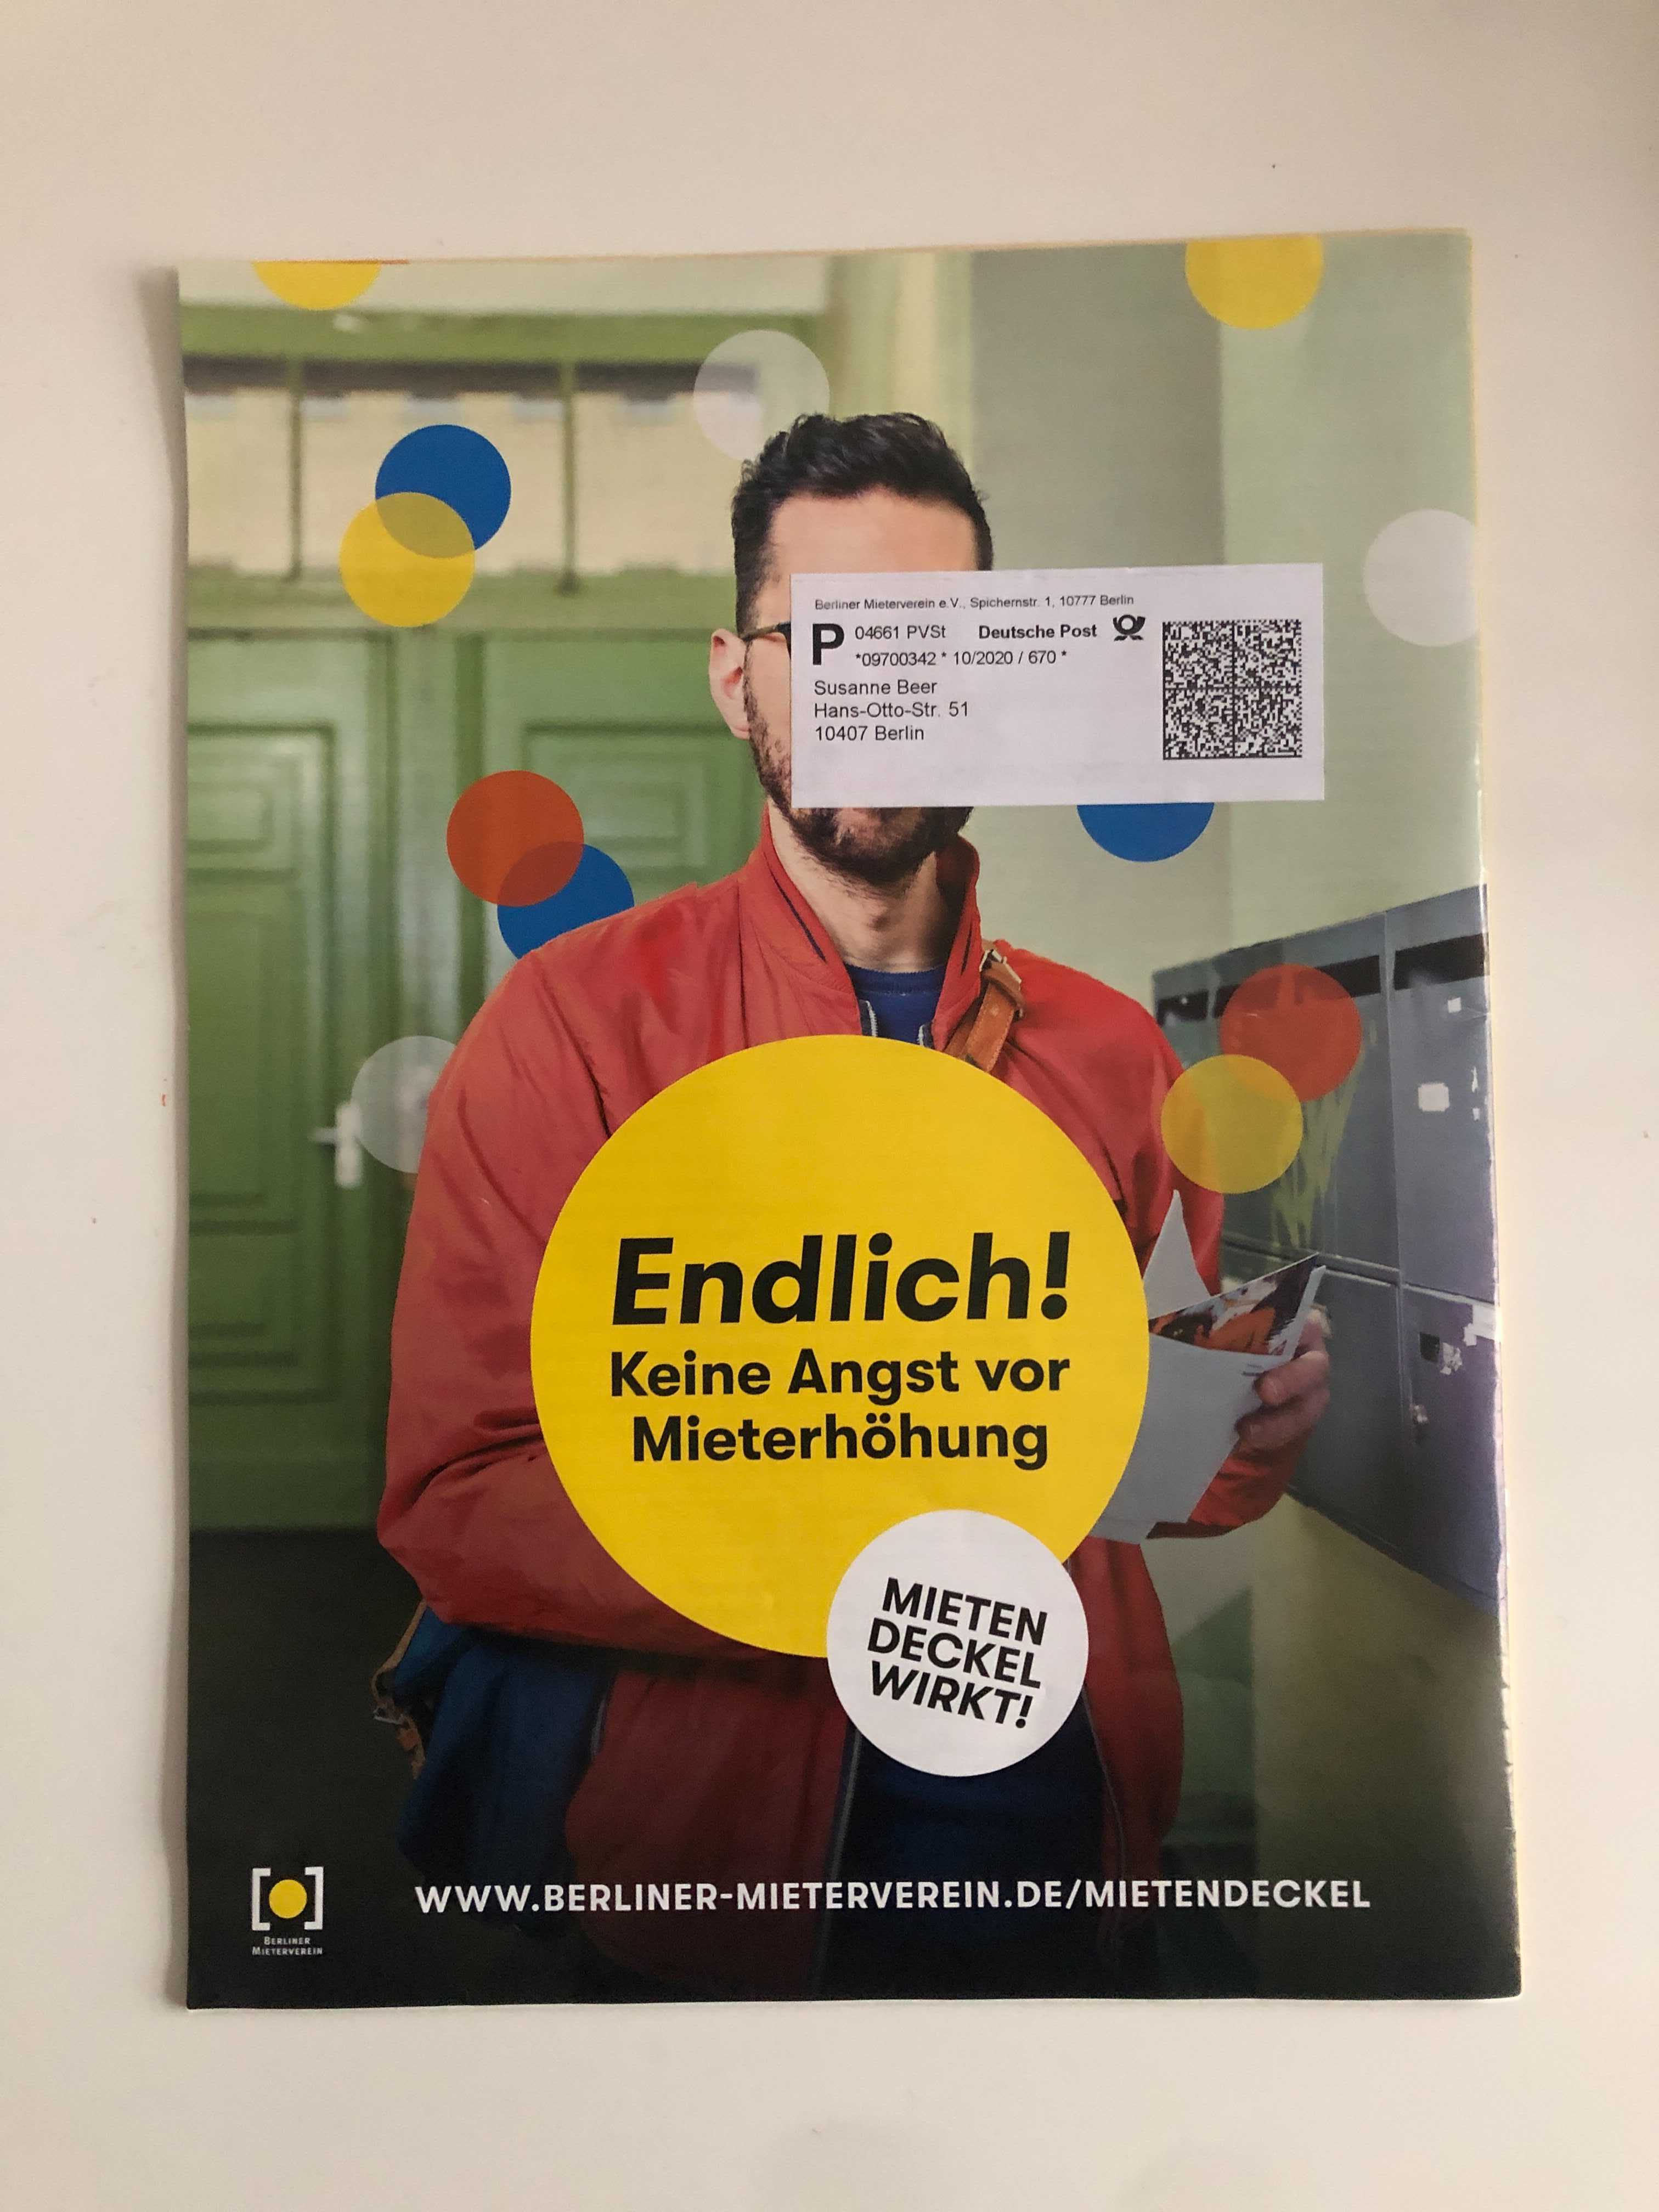 Berliner Mieterverein e.V., Spichernstr. 1, 10777 Berlin
P 04661 PVSt Deutsche Post
*09700342 * 10/2020 / 670 *
Susanne Beer
Hans-Otto-Str. 51
10407 Berlin
Endlich!
Keine Angst vor
Mieterhöhung
MIETEN
DECKEL
WIRKT!
WWW.BERLINER-MIETERVEREIN.DE/MIETENDECKEL
BERLINER
MIETERVEREIN